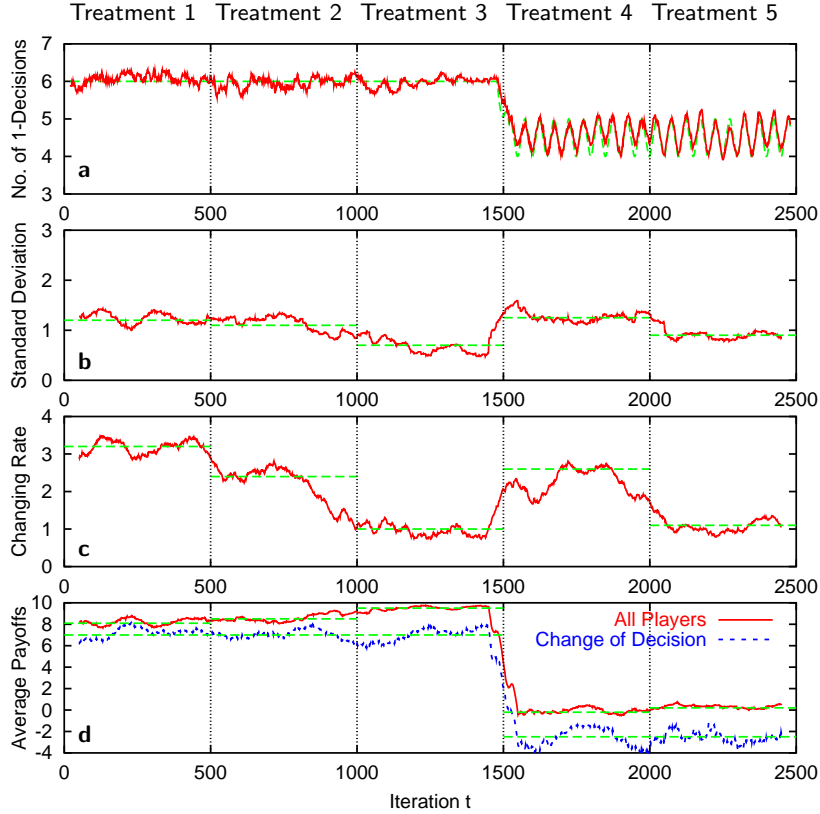 Treatment 1 Treatment 2 Treatment 3 Treatment 4 Treatment 5
No. of 1-Decisions
7
6
5
4
3
a
0 500 1000 1500 2000 2500
Standard Deviation
3
2
1
0
b
0 500 1000 1500 2000 2500
Changing Rate
4
3
2
1
0
c
0 500 1000 1500 2000 2500
Average Payoffs
10
8
6
4
2
0
-2
-4
All Players
Change of Decision
d
0 500 1000 1500 2000 2500
Iteration t